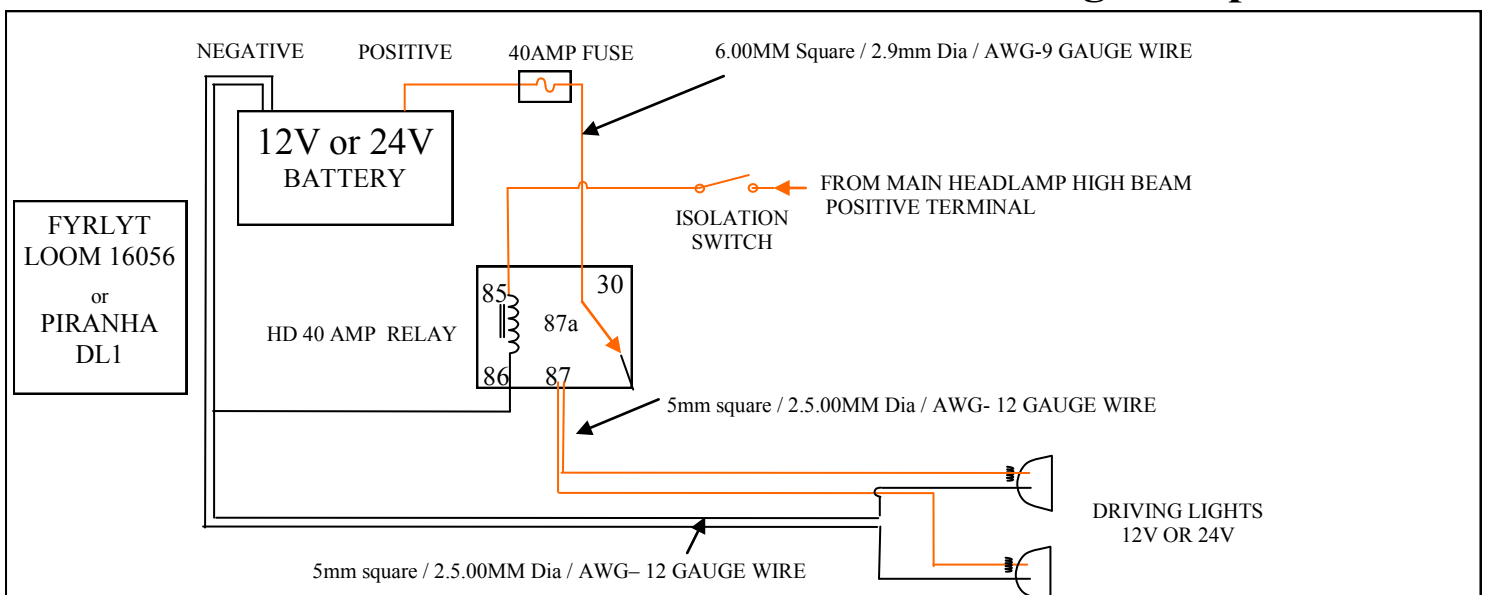 NEGATIVE
POSITIVE
40AMP FUSE
6.00MM Square / 2.9mm Dia / AWG-9 GAUGE WIRE
12V or 24V
BATTERY
FROM MAIN HEADLAMP HIGH BEAM
POSITIVE TERMINAL
ISOLATION
SWITCH
FYRLYT
LOOM 16056
or
PIRANHA
DL1
HD 40 AMP RELAY
85
30
87a
86
87
5mm square / 2.5.00MM Dia / AWG- 12 GAUGE WIRE
DRIVING LIGHTS
12V OR 24V
5mm square / 2.5.00MM Dia / AWG– 12 GAUGE WIRE